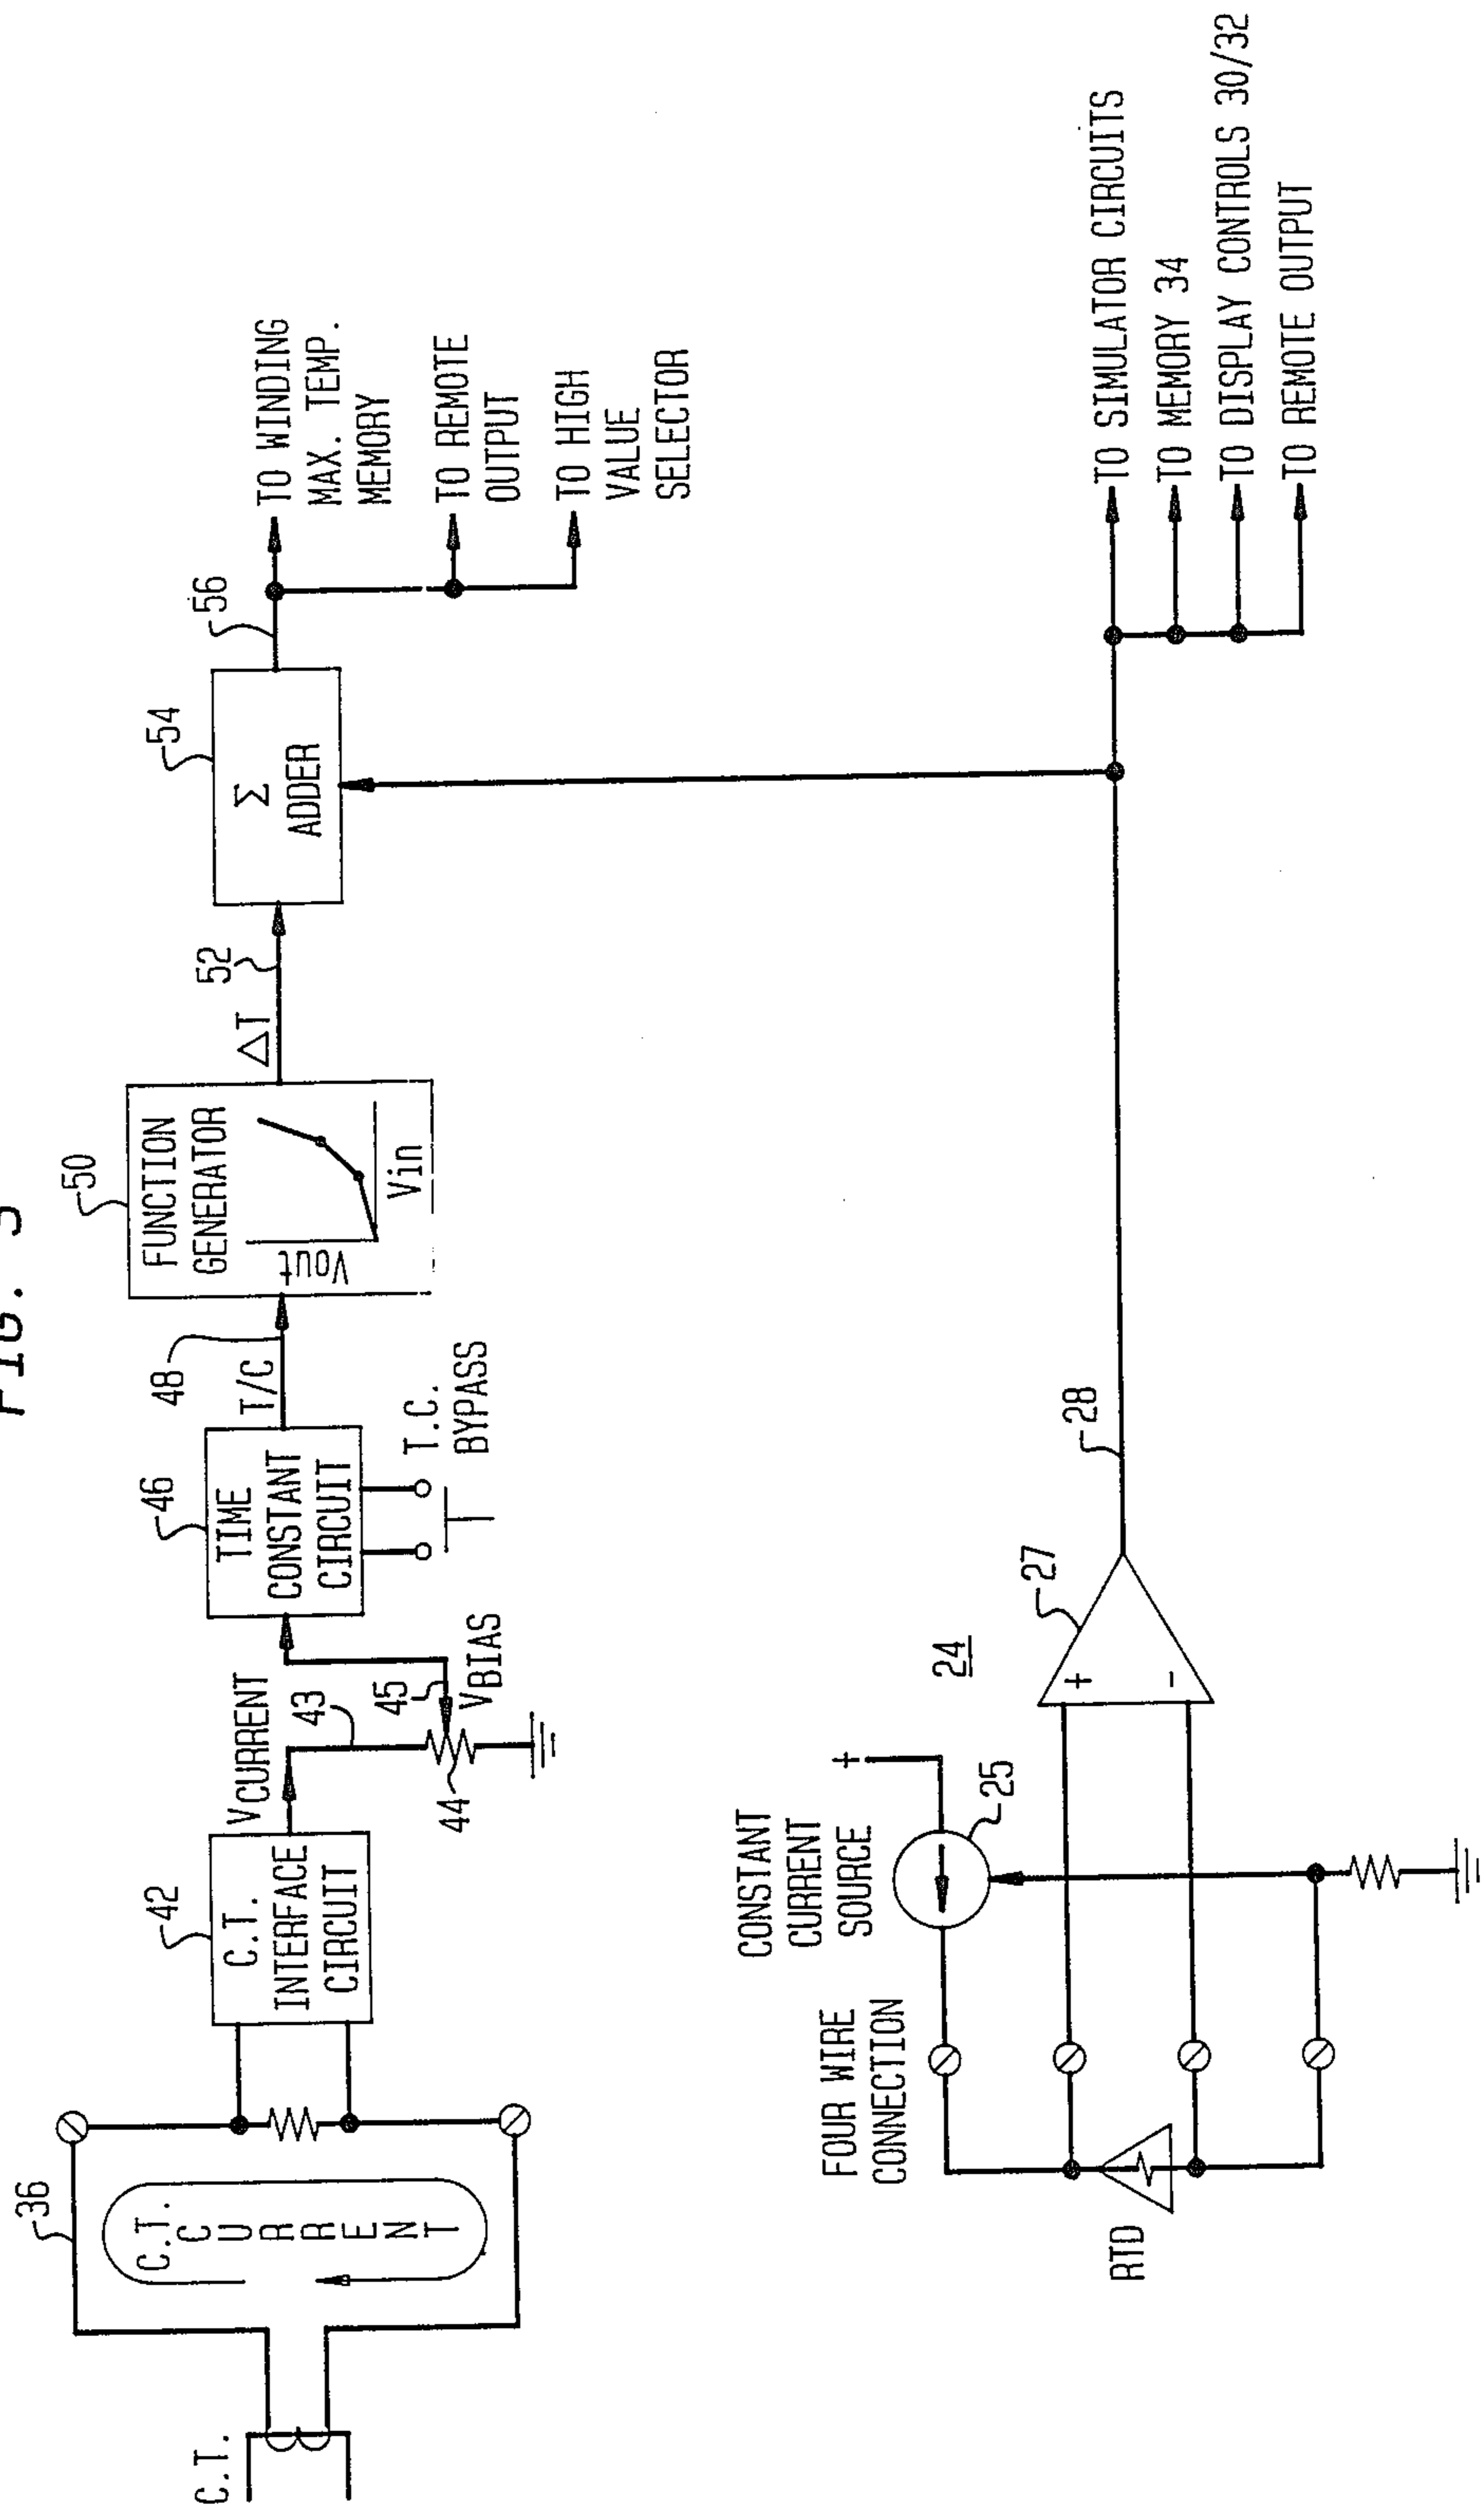 FIG. 3
36
C.T.
C.T.
CURRENT
42
C.T.
INTERFACE
CIRCUIT
VCURRENT
43
44
45
VBIAS
46
TIME
CONSTANT
CIRCUIT
T.C.
BYPASS
48
T/C
50
FUNCTION
GENERATOR
Vout
Vin
ΔT
52
54
Σ
ADDER
56
TO WINDING
MAX. TEMP.
MEMORY
TO REMOTE
OUTPUT
TO HIGH
VALUE
SELECTOR
FOUR WIRE
CONNECTION
CONSTANT
CURRENT
SOURCE
+
25
24
RTD
27
+
-
28
TO SIMULATOR CIRCUITS
TO MEMORY 34
TO DISPLAY CONTROLS 30/32
TO REMOTE OUTPUT